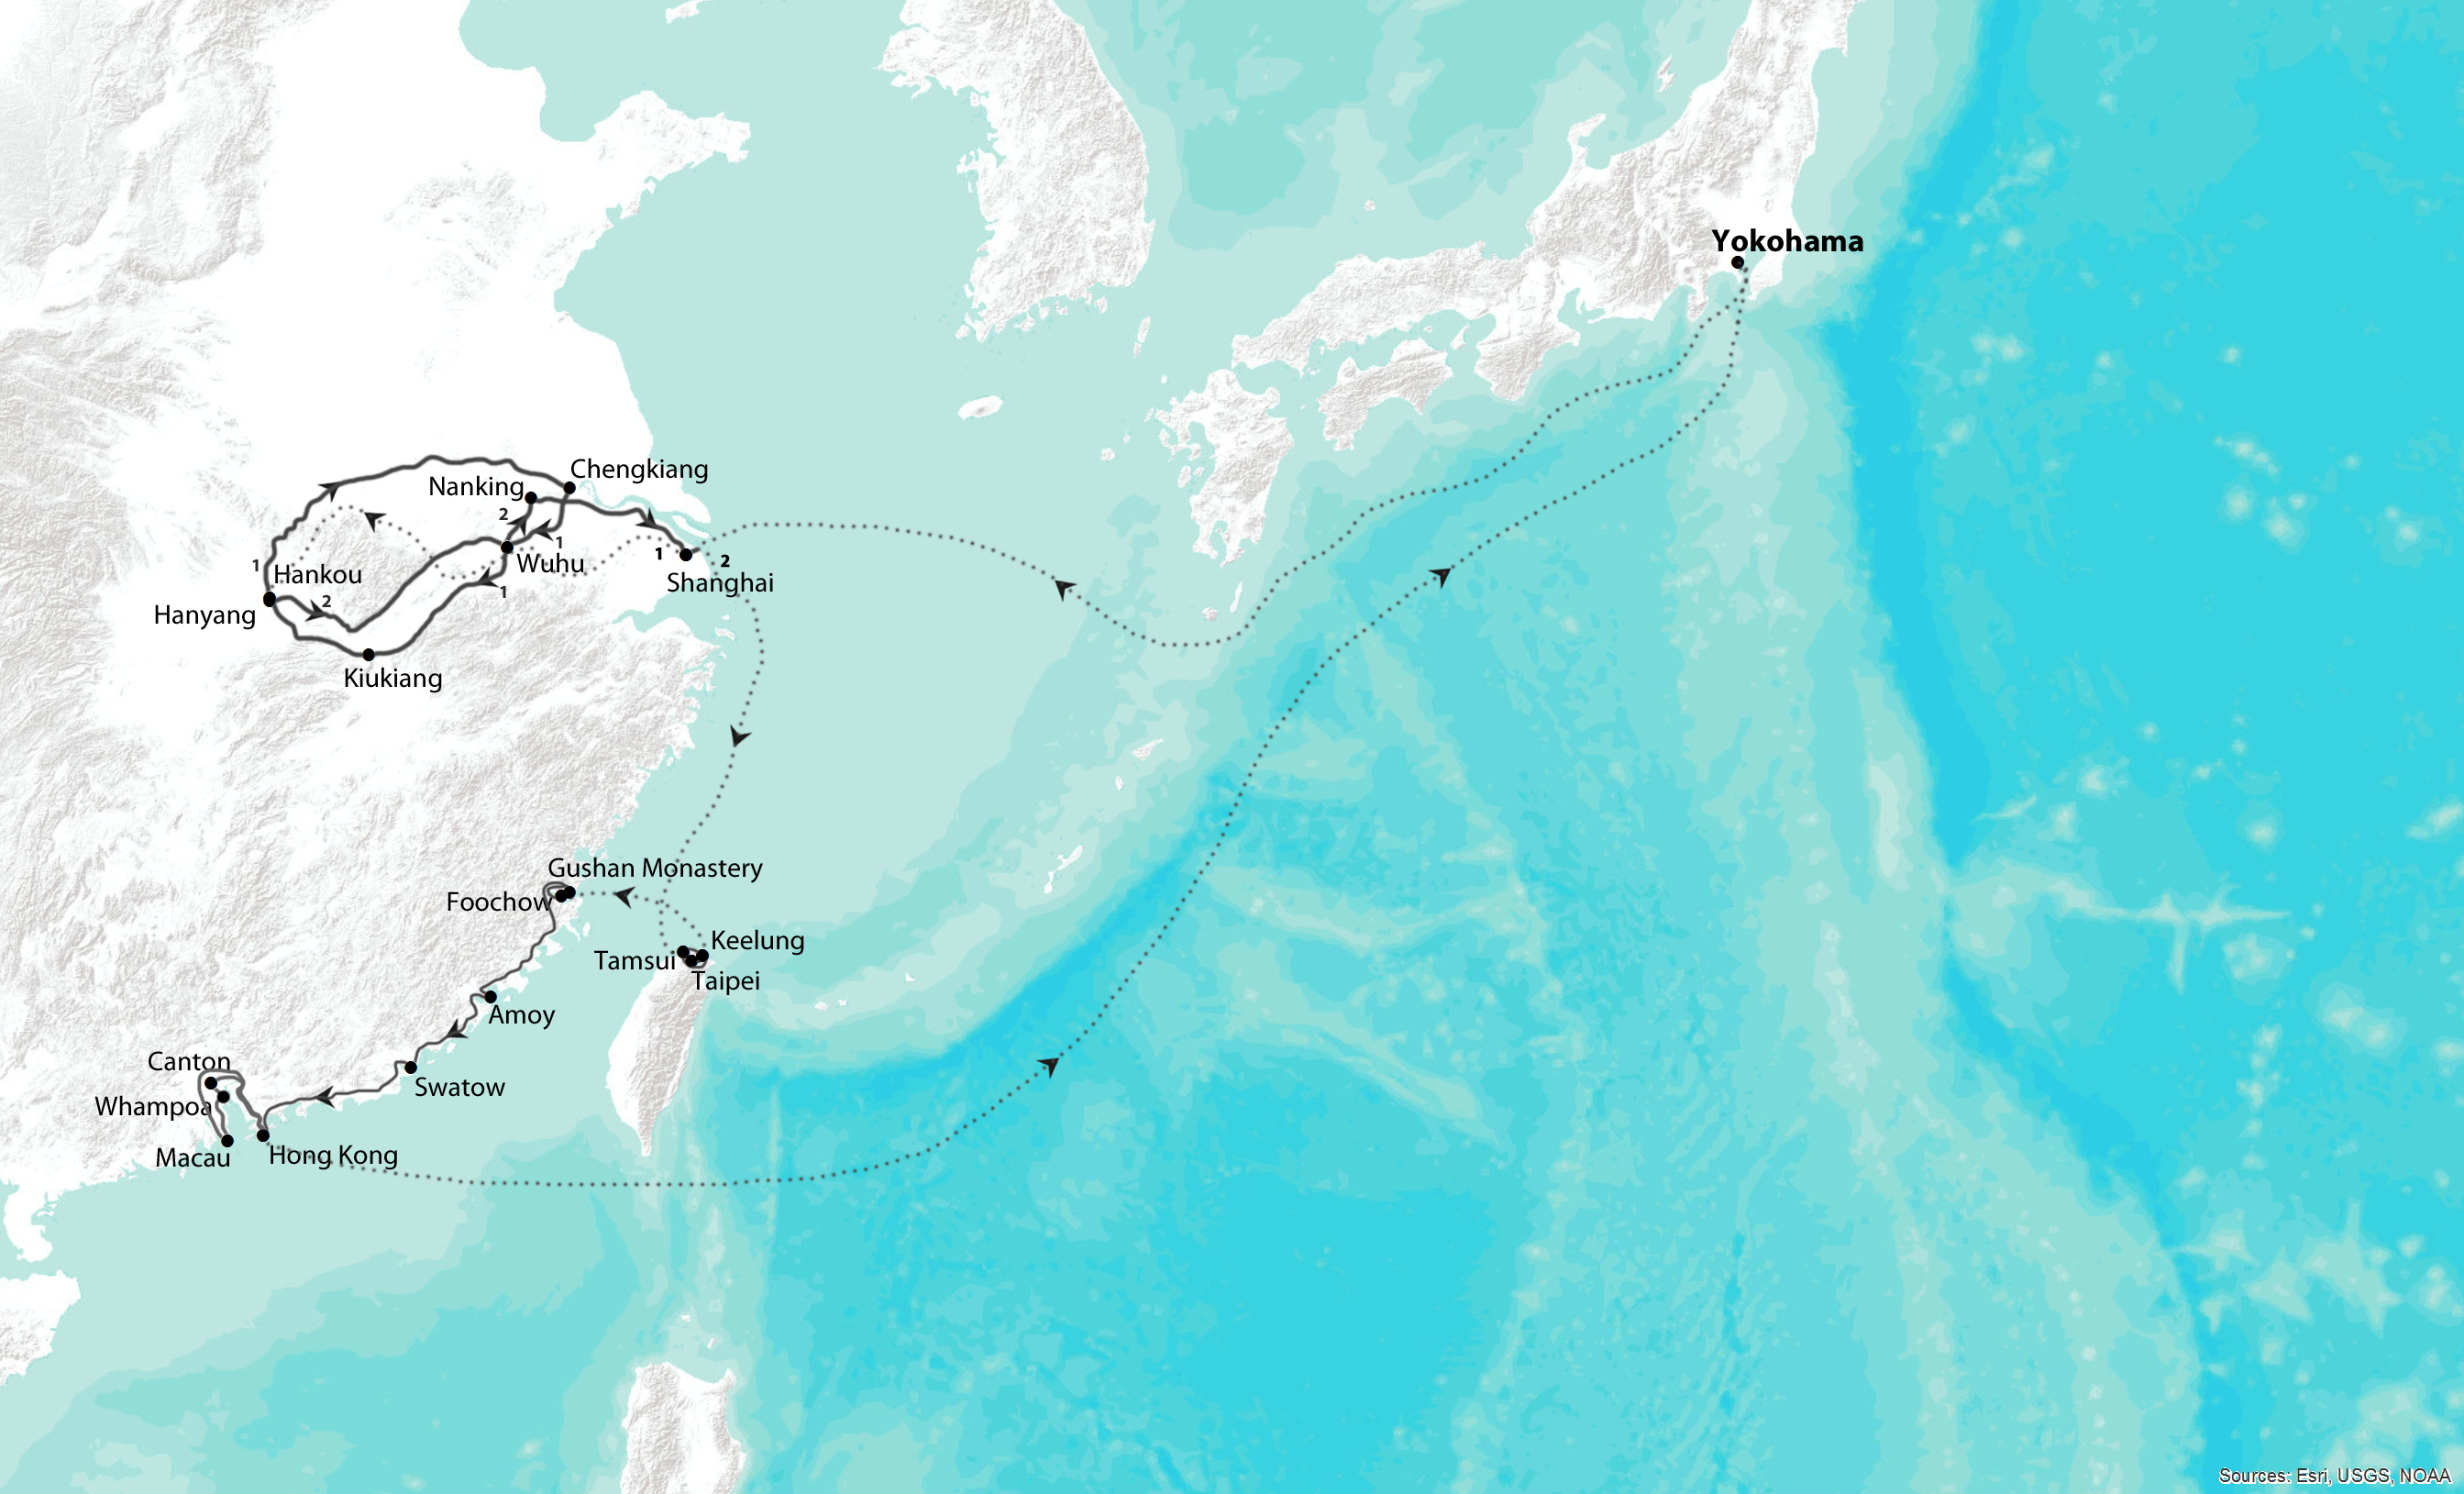 Yokohama
Chengkiang
Nanking
2
1
Wuhu
1
2
Shanghai
1
Hankou
1
2
Hanyang
Kiukiang
Gushan Monastery
Foochow
Keelung
Tamsui
Taipei
Amoy
Canton
Swatow
Whampoa
Macau
Hong Kong
Sources: Esri, USGS, NOAA